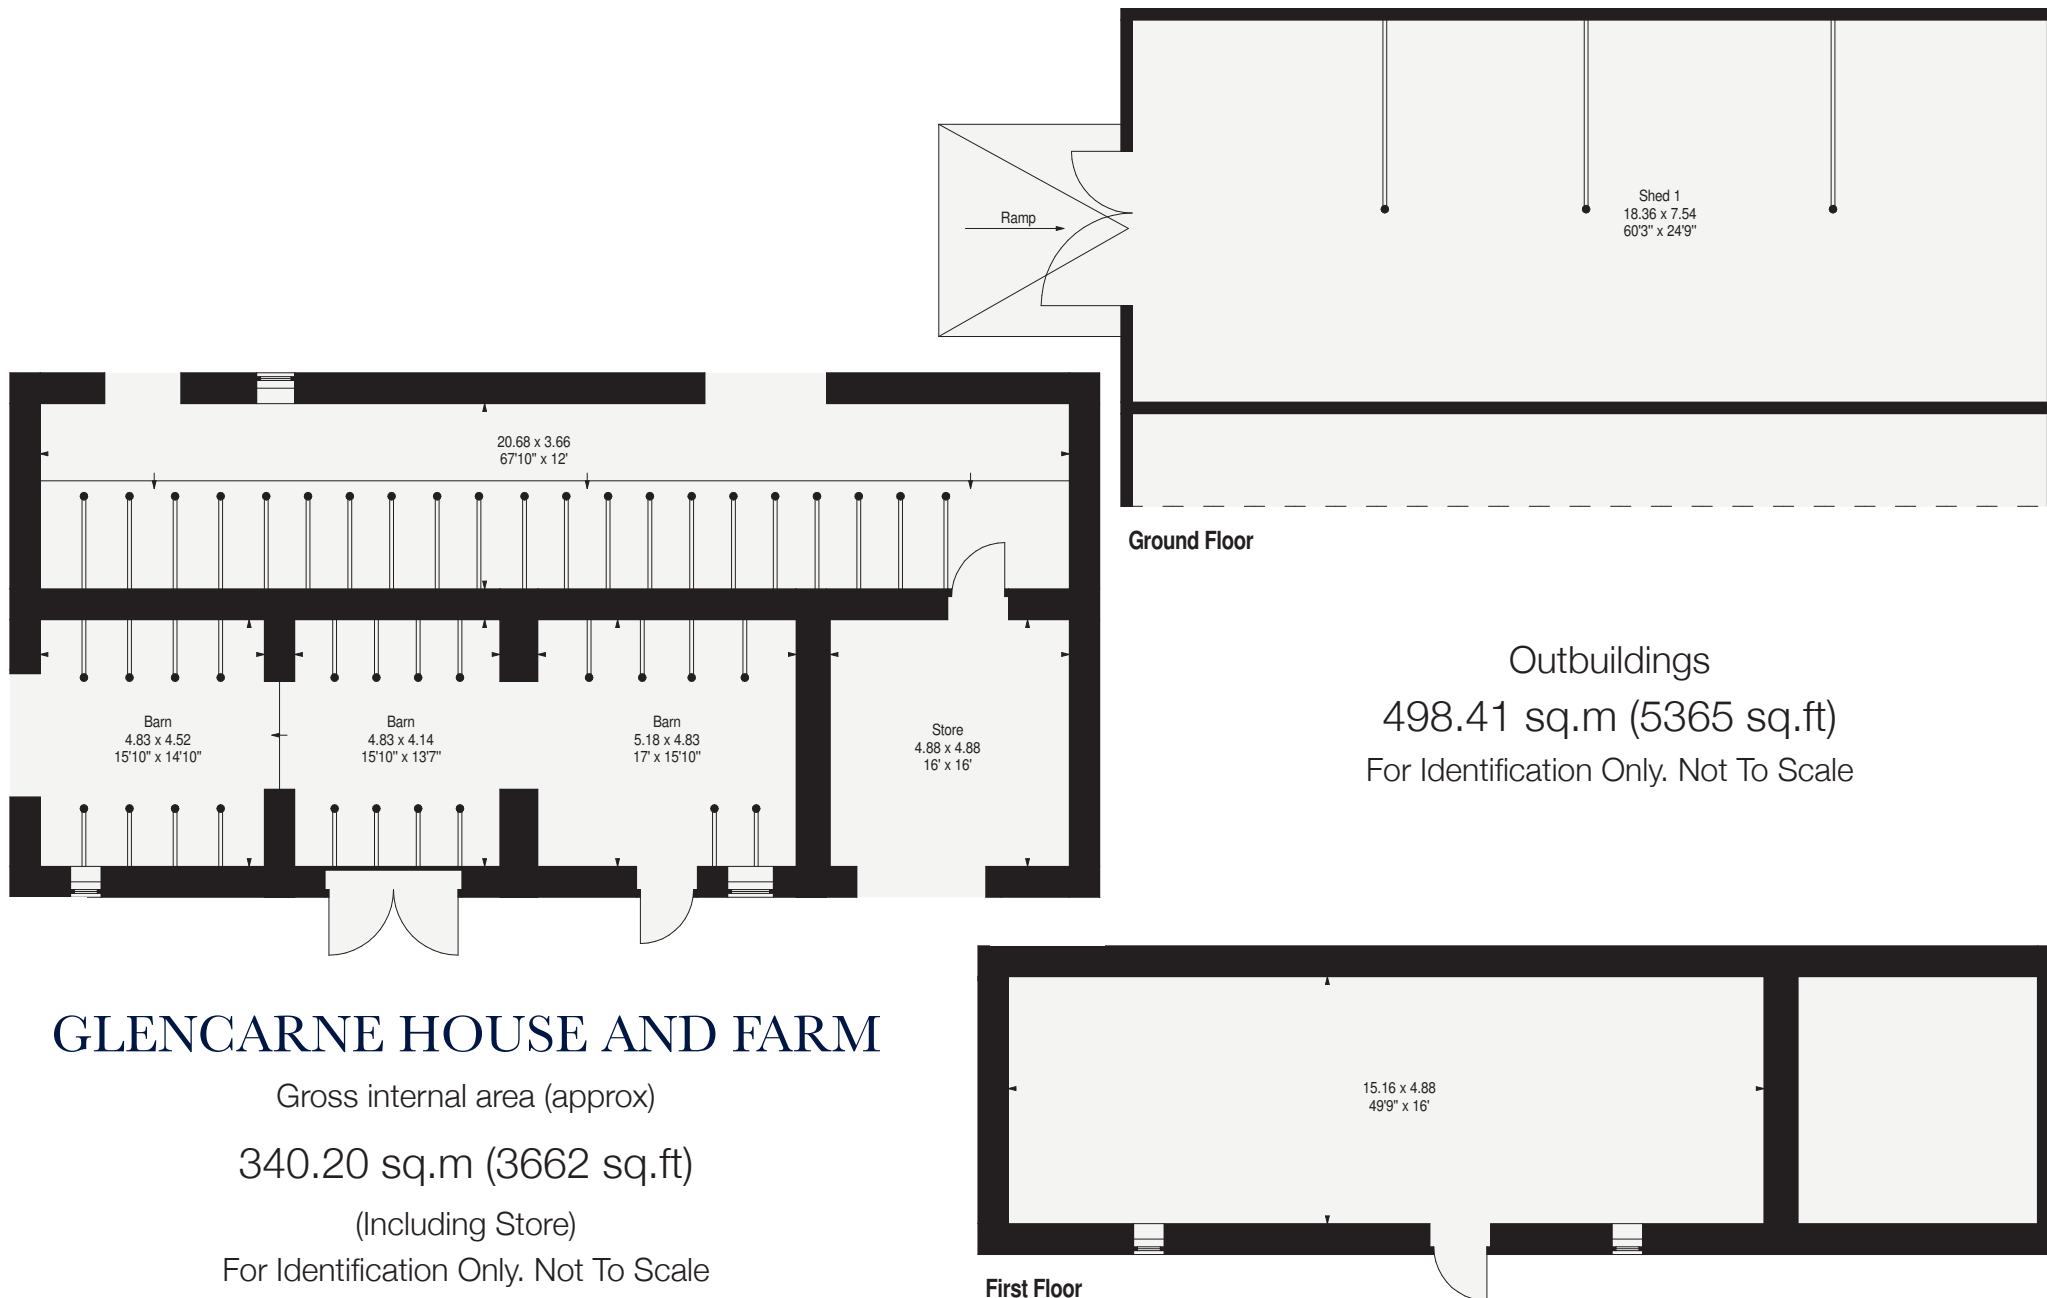 Shed 1
18.36 x 7.54
60'3" x 24'9"
Ramp
20.68 x 3.66
67'10" x 12'
Ground Floor
Barn
4.83 x 4.52
15'10" x 14'10"
Barn
4.83 x 4.14
15'10" x 13'7"
Barn
5.18 x 4.83
17' x 15'10"
Store
4.88 x 4.88
16' x 16'
Outbuildings
498.41 sq.m (5365 sq.ft)
For Identification Only. Not To Scale
GLENCARNE HOUSE AND FARM
Gross internal area (approx)
340.20 sq.m (3662 sq.ft)
(Including Store)
For Identification Only. Not To Scale
15.16 x 4.88
49'9" x 16'
First Floor